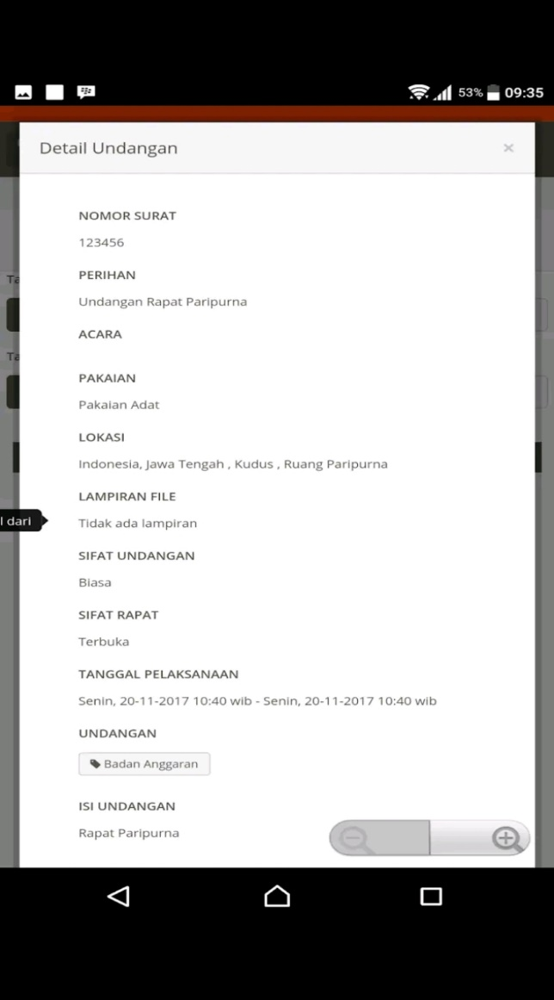 53% 09:35
Detail Undangan ×
NOMOR SURAT
123456
PERIHAN
Undangan Rapat Paripurna
ACARA
PAKAIAN
Pakaian Adat
LOKASI
Indonesia, Jawa Tengah , Kudus , Ruang Paripurna
LAMPIRAN FILE
l dari
Tidak ada lampiran
SIFAT UNDANGAN
Biasa
SIFAT RAPAT
Terbuka
TANGGAL PELAKSANAAN
Senin, 20-11-2017 10:40 wib - Senin, 20-11-2017 10:40 wib
UNDANGAN
Badan Anggaran
ISI UNDANGAN
Rapat Paripurna